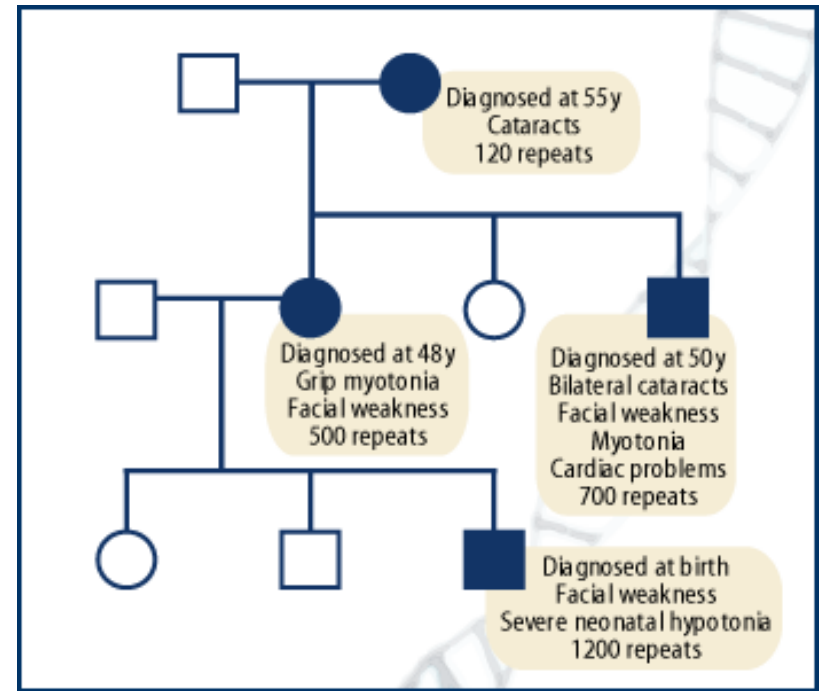 Diagnosed at 55y
Cataracts
120 repeats
Diagnosed at 48y
Grip myotonia
Facial weakness
500 repeats
Diagnosed at 50y
Bilateral cataracts
Facial weakness
Myotonia
Cardiac problems
700 repeats
Diagnosed at birth
Facial weakness
Severe neonatal hypotonia
1200 repeats